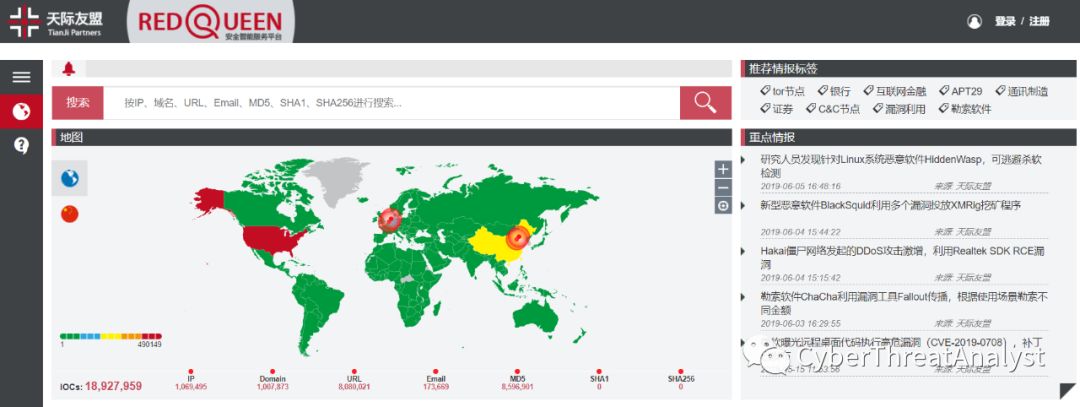 天际友盟
TianJi Partners
RED QUEEN
安全智能服务平台
登录 / 注册
搜索
按IP、域名、URL、Email、MD5、SHA1、SHA256进行搜索...
地图
1
490149
iOCs: 18,927,959
IP
1,069,495
Domain
1,007,873
URL
8,080,021
Email
173,669
MD5
8,596,901
SHA1
0
SHA256
0
推荐情报标签
tor节点 银行 互联网金融 APT29 通讯制造
证券 C&C节点 漏洞利用 勒索软件
重点情报
研究人员发现针对Linux系统恶意软件HiddenWasp，可逃避杀软
检测
2019-06-05 16:48:16 来源 天际友盟
新型恶意软件BlackSquid利用多个漏洞投放XMRig挖矿程序
2019-06-04 15:44:22 来源 天际友盟
Hakai僵尸网络发起的DDoS攻击激增，利用Realtek SDK RCE漏
洞
2019-06-04 15:15:42 来源 天际友盟
勒索软件ChaCha利用漏洞工具Fallout传播，根据使用场景勒索不
同金额
2019-06-03 16:29:55 来源 天际友盟
软曝光远程桌面代码执行高危漏洞（CVE-2019-0708），补丁
CyberThreatAnalyst